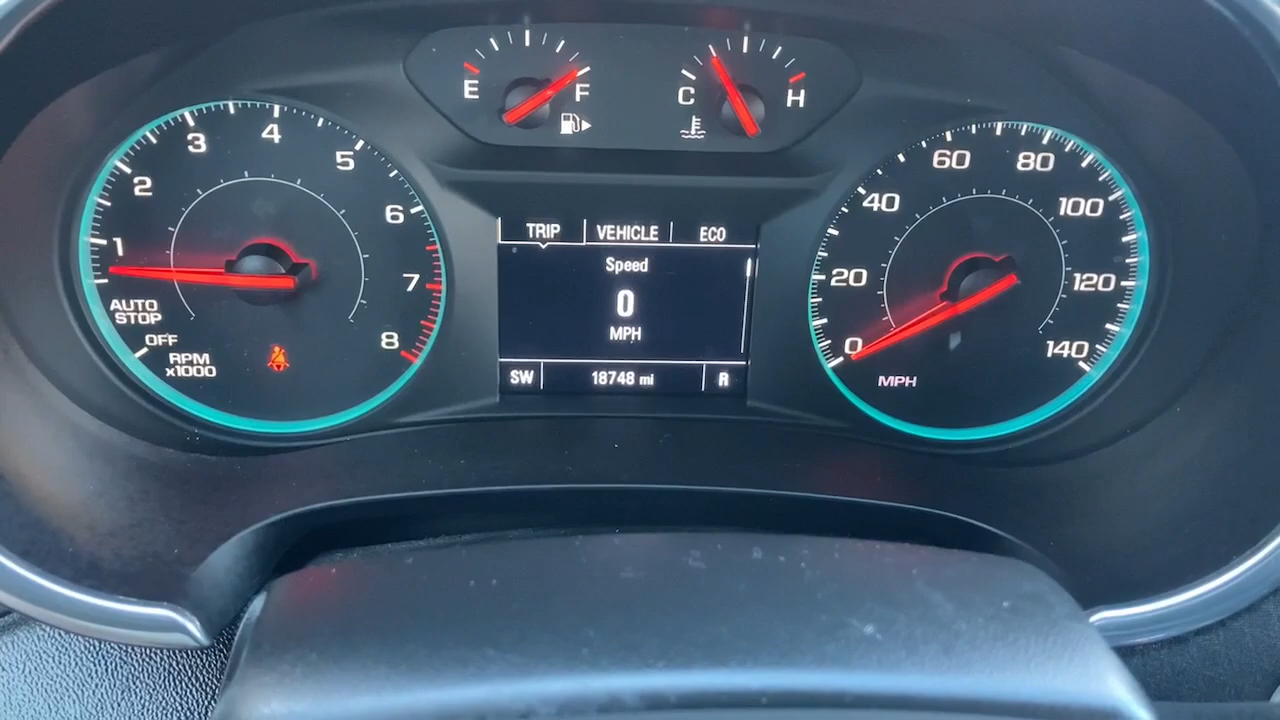 E F
C H
1 2 3 4 5 6 7 8
AUTO
STOP
OFF
RPM
x1000
TRIP VEHICLE ECO
Speed
0
MPH
SW 18748 mi R
0 20 40 60 80 100 120 140
MPH